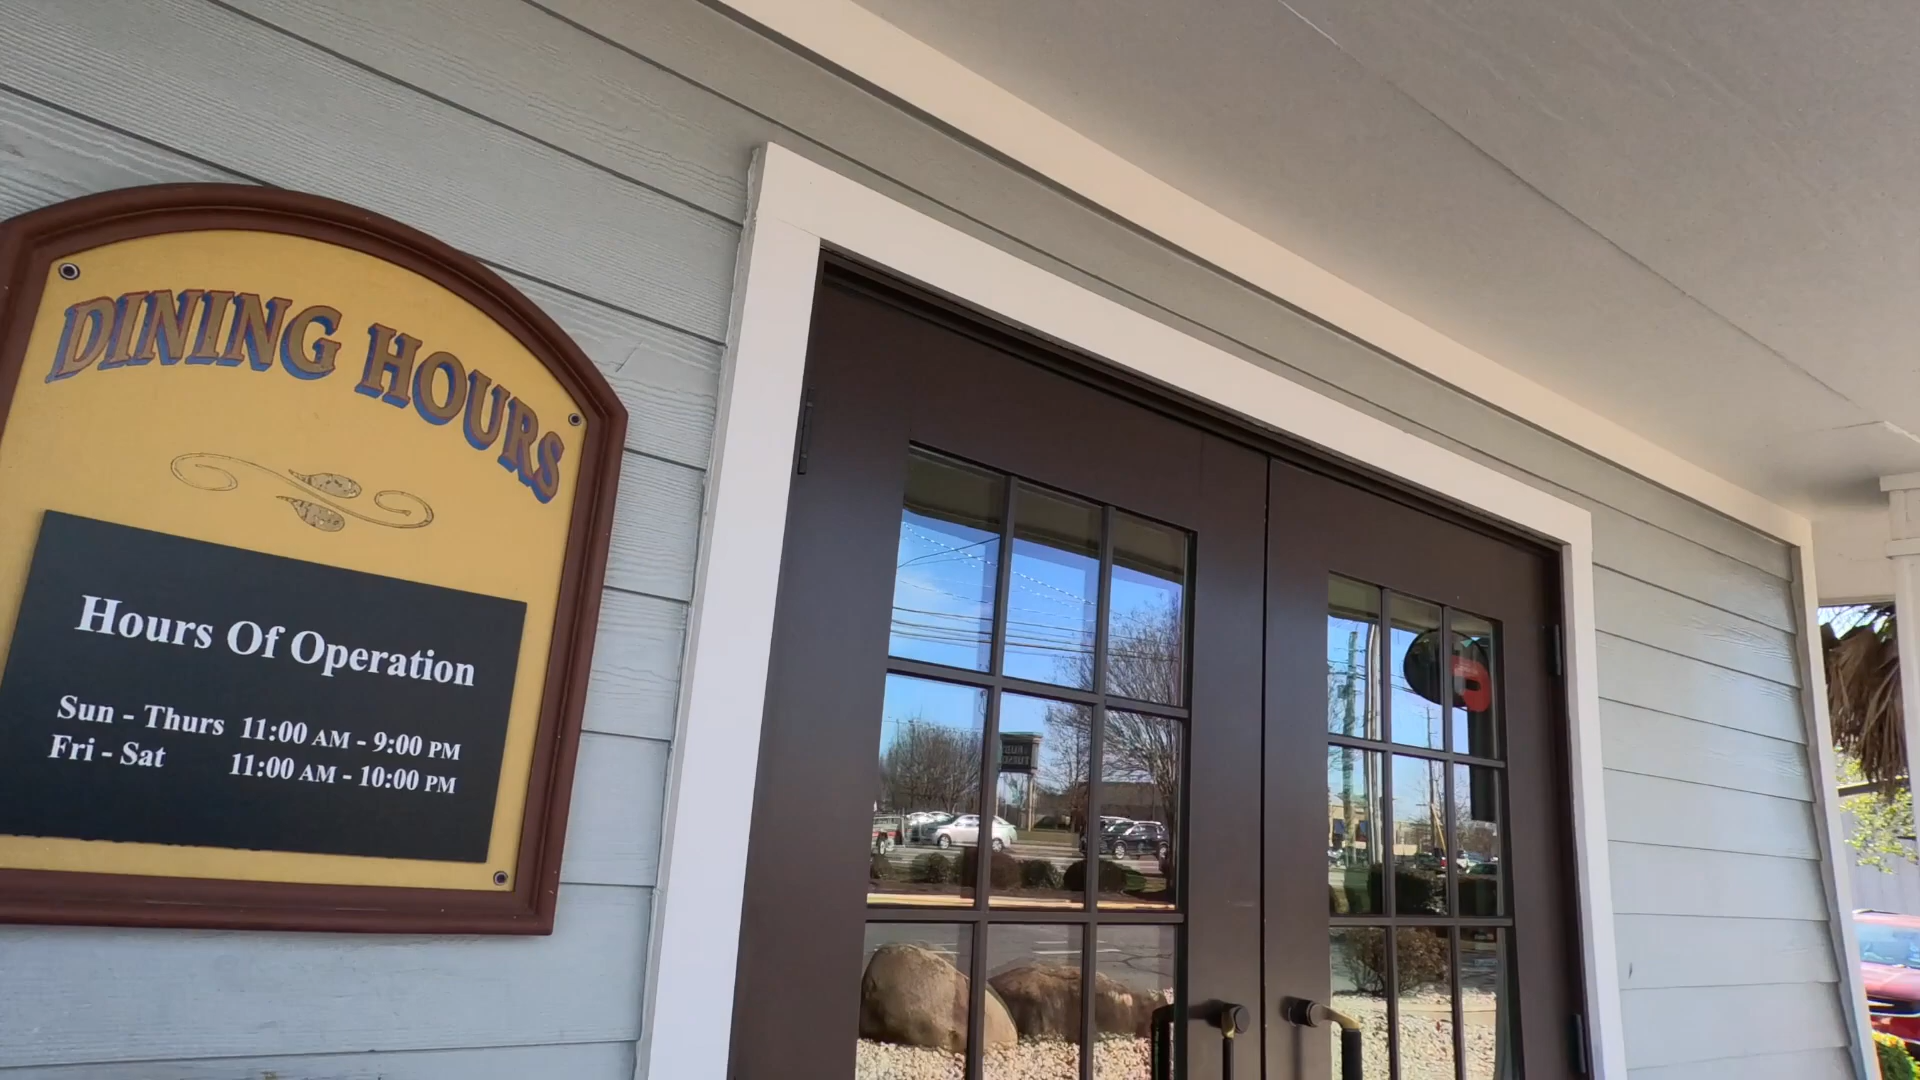 DINING HOURS
Hours Of Operation
Sun - Thurs 11:00 AM - 9:00 PM
Fri - Sat 11:00 AM - 10:00 PM